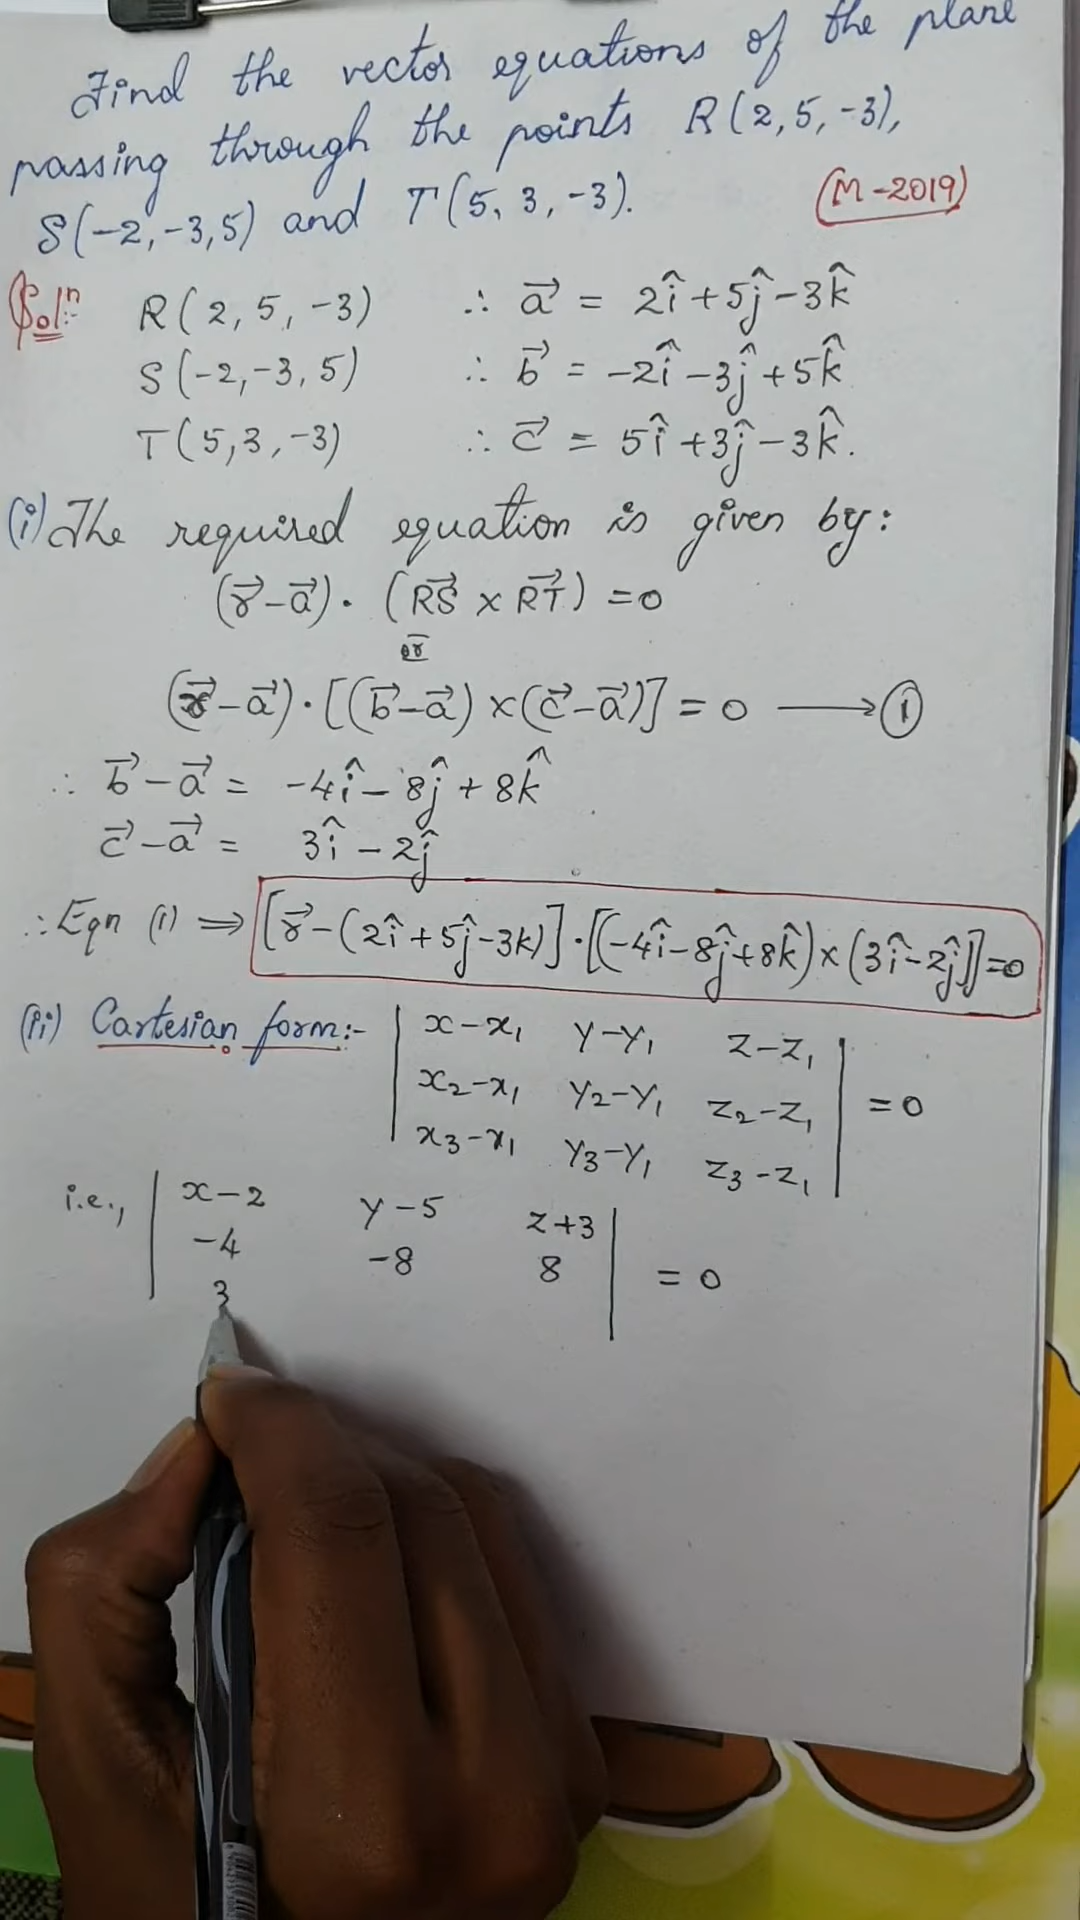 Find the vector equations of the plane
passing through the points R(2, 5, -3),
S(-2, -3, 5) and T(5, 3, -3).
(M-2019)
Solⁿ:- R(2, 5, -3) ∴ a⃗ = 2î + 5ĵ - 3k̂
S(-2, -3, 5) ∴ b⃗ = -2î - 3ĵ + 5k̂
T(5, 3, -3) ∴ c⃗ = 5î + 3ĵ - 3k̂.
(i) The required equation is given by:
(r⃗ - a⃗) · (RS⃗ × RT⃗) = 0
or
(r⃗ - a⃗) · [(b⃗ - a⃗) × (c⃗ - a⃗)] = 0 ⟶ ①
∴ b⃗ - a⃗ = -4î - 8ĵ + 8k̂
c⃗ - a⃗ = 3î - 2ĵ
∴ Eqn (1) ⟹ [r⃗ - (2î + 5ĵ - 3k)] · [(-4î - 8ĵ + 8k̂) × (3î - 2ĵ)] = 0
(ii) Cartesian form:- | x-x₁ y-y₁ z-z₁ |
| x₂-x₁ y₂-y₁ z₂-z₁ | = 0
| x₃-x₁ y₃-y₁ z₃-z₁ |
i.e., | x-2 y-5 z+3 |
| -4 -8 8 | = 0
| 3